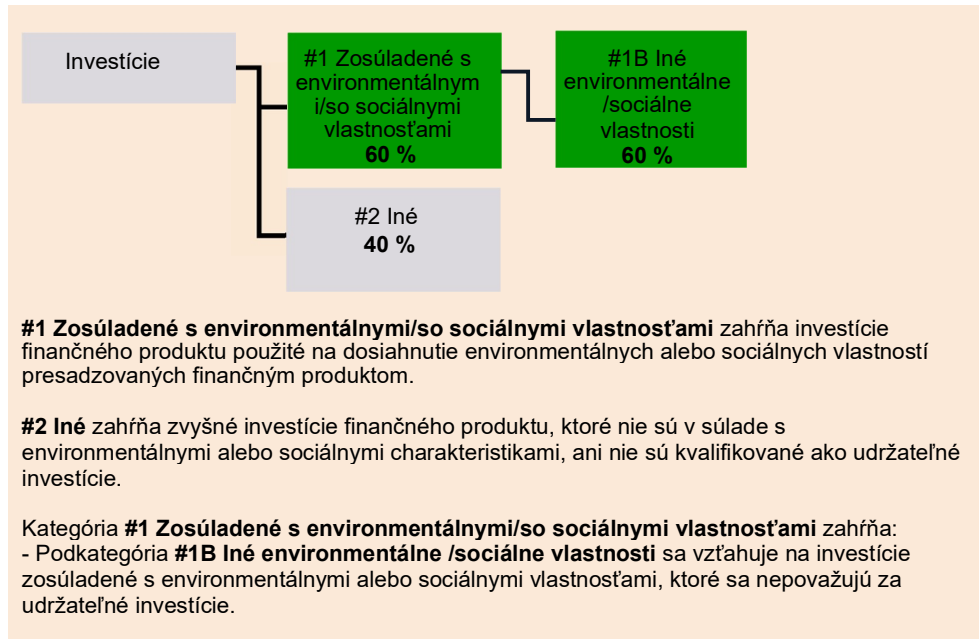 Investície
#1 Zosúladené s
environmentálnym
i/so sociálnymi
vlastnosťami
60 %
#1B Iné
environmentálne
/sociálne
vlastnosti
60 %
#2 Iné
40 %
#1 Zosúladené s environmentálnymi/so sociálnymi vlastnosťami zahŕňa investície
finančného produktu použité na dosiahnutie environmentálnych alebo sociálnych vlastností
presadzovaných finančným produktom.
#2 Iné zahŕňa zvyšné investície finančného produktu, ktoré nie sú v súlade s
environmentálnymi alebo sociálnymi charakteristikami, ani nie sú kvalifikované ako udržateľné
investície.
Kategória #1 Zosúladené s environmentálnymi/so sociálnymi vlastnosťami zahŕňa:
- Podkategória #1B Iné environmentálne /sociálne vlastnosti sa vzťahuje na investície
zosúladené s environmentálnymi alebo sociálnymi vlastnosťami, ktoré sa nepovažujú za
udržateľné investície.